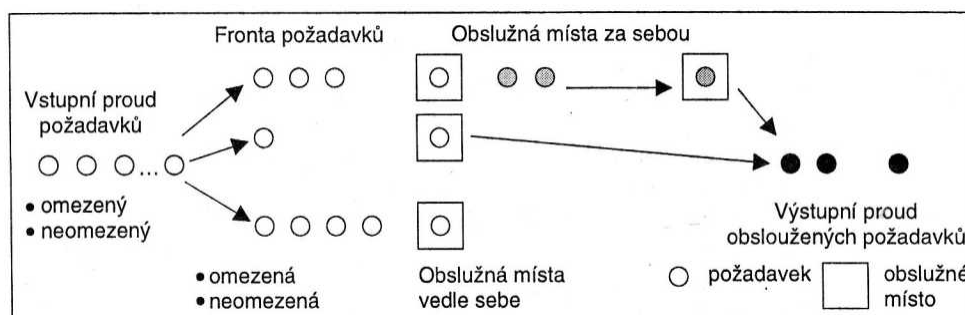 Fronta požadavků
Obslužná místa za sebou
Vstupní proud
požadavků
...
• omezený
• neomezený
• omezená
• neomezená
Obslužná místa
vedle sebe
Výstupní proud
obsloužených požadavků
požadavek
obslužné
místo